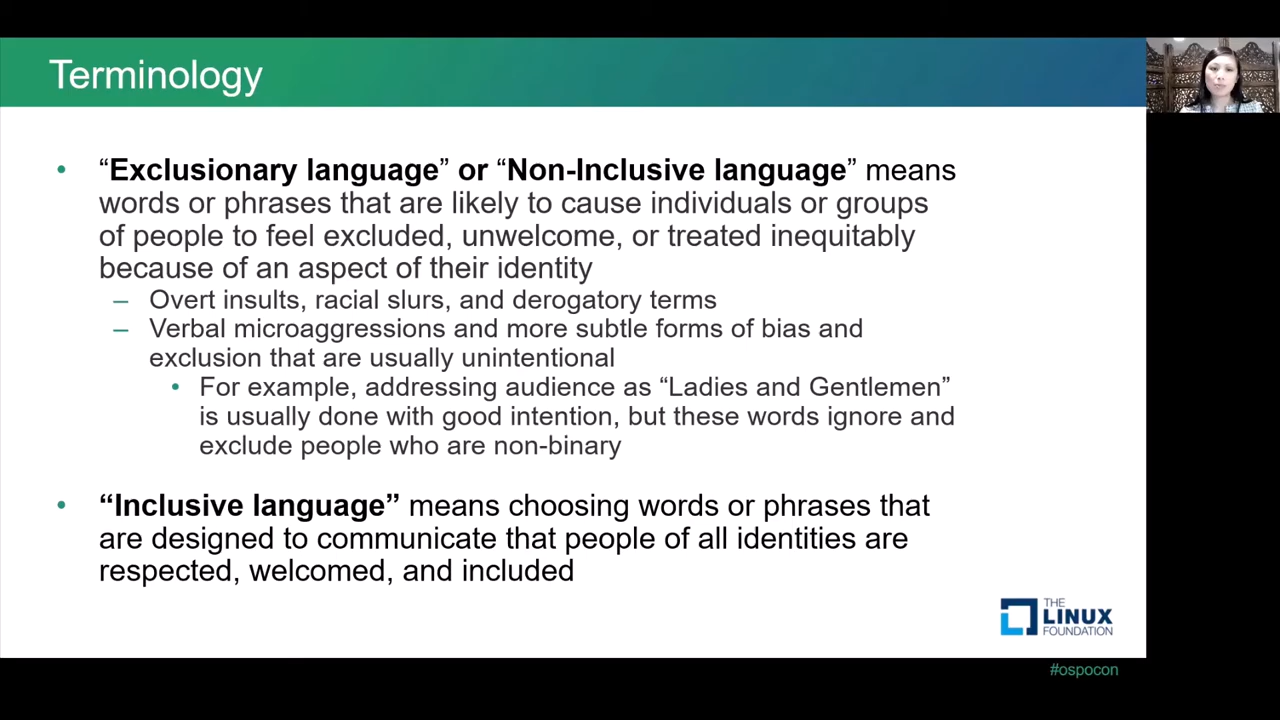 Terminology
• “Exclusionary language” or “Non-Inclusive language” means
words or phrases that are likely to cause individuals or groups
of people to feel excluded, unwelcome, or treated inequitably
because of an aspect of their identity
– Overt insults, racial slurs, and derogatory terms
– Verbal microaggressions and more subtle forms of bias and
exclusion that are usually unintentional
• For example, addressing audience as “Ladies and Gentlemen”
is usually done with good intention, but these words ignore and
exclude people who are non-binary
• “Inclusive language” means choosing words or phrases that
are designed to communicate that people of all identities are
respected, welcomed, and included
THE
LINUX
FOUNDATION
#ospocon